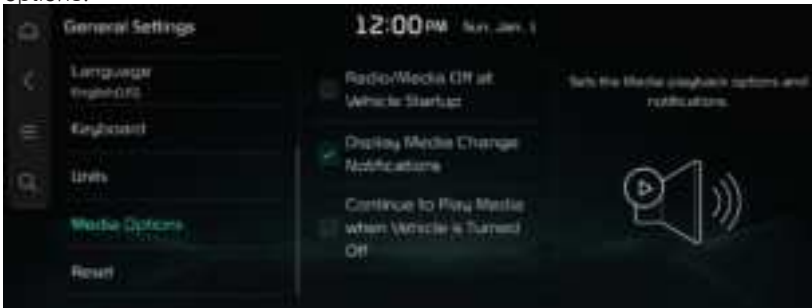 options.
General Settings
12:00 PM Sun. Jan. 1
Language
English(US)
Keyboard
Units
Media Options
Reset
Radio/Media Off at
Vehicle Startup
Display Media Change
Notifications
Continue to Play Media
when Vehicle is Turned
Off
Sets the Media playback options and
notifications.